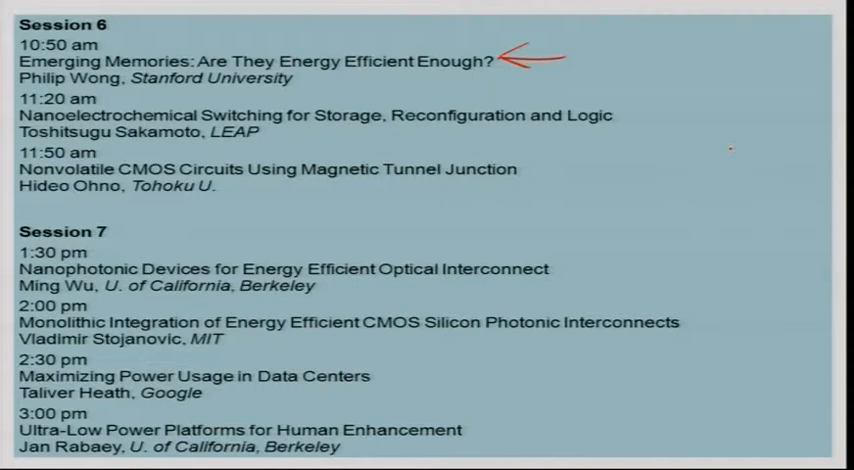 Session 6
10:50 am
Emerging Memories: Are They Energy Efficient Enough?
Philip Wong, Stanford University
11:20 am
Nanoelectrochemical Switching for Storage, Reconfiguration and Logic
Toshitsugu Sakamoto, LEAP
11:50 am
Nonvolatile CMOS Circuits Using Magnetic Tunnel Junction
Hideo Ohno, Tohoku U.
Session 7
1:30 pm
Nanophotonic Devices for Energy Efficient Optical Interconnect
Ming Wu, U. of California, Berkeley
2:00 pm
Monolithic Integration of Energy Efficient CMOS Silicon Photonic Interconnects
Vladimir Stojanovic, MIT
2:30 pm
Maximizing Power Usage in Data Centers
Taliver Heath, Google
3:00 pm
Ultra-Low Power Platforms for Human Enhancement
Jan Rabaey, U. of California, Berkeley